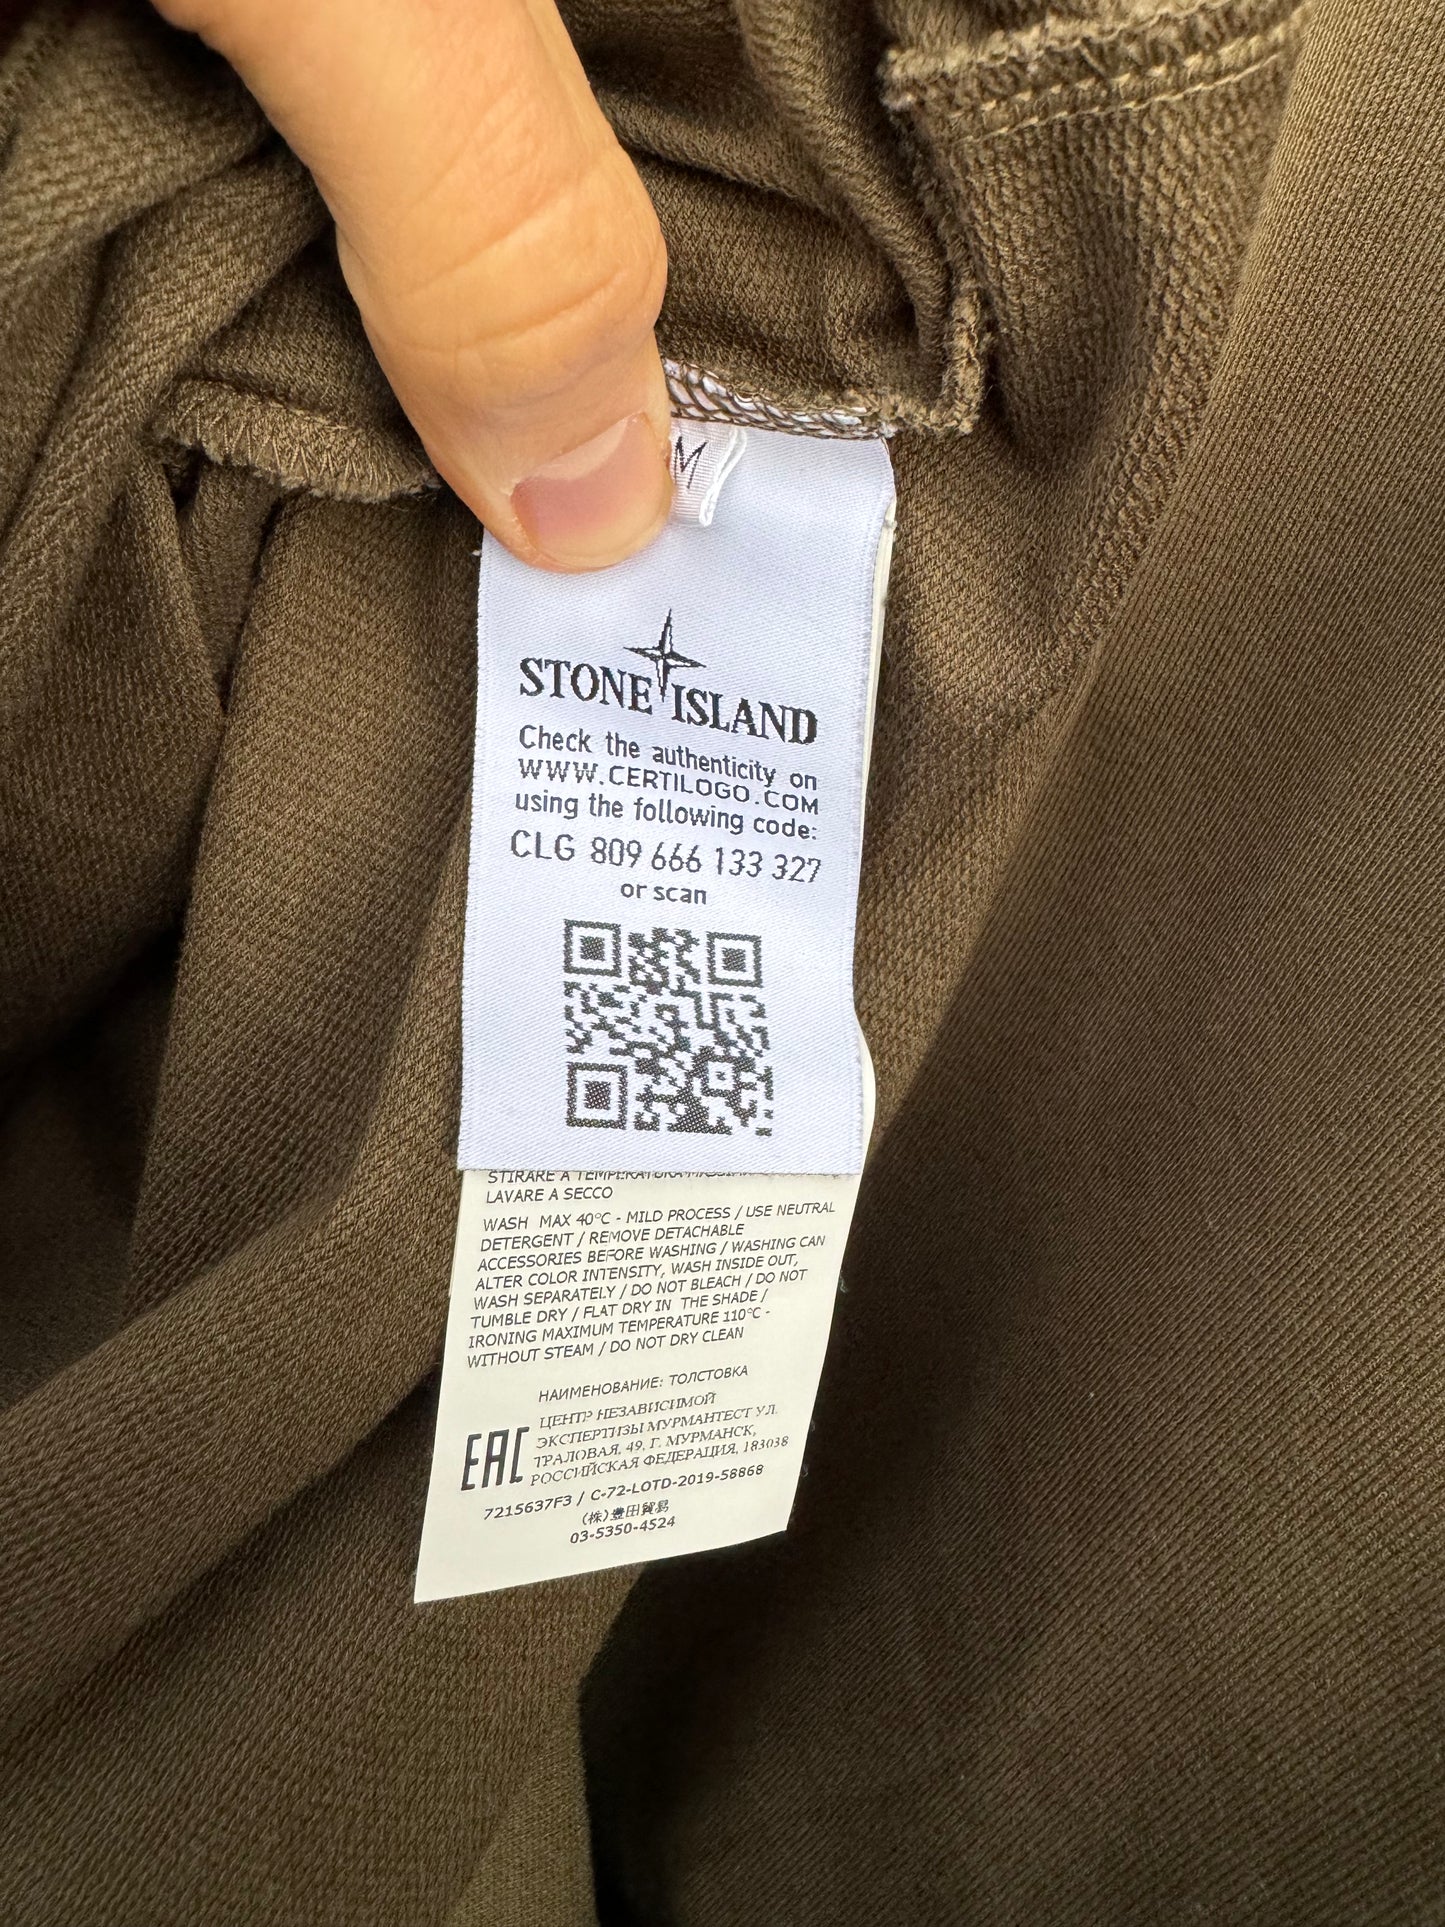 M
STONE ISLAND
Check the authenticity on
WWW.CERTILOGO.COM
using the following code:
CLG 809 666 133 327
or scan
STIRARE A TEMPERATURA
LAVARE A SECCO
WASH MAX 40°C - MILD PROCESS / USE NEUTRAL
DETERGENT / REMOVE DETACHABLE
ACCESSORIES BEFORE WASHING / WASHING CAN
ALTER COLOR INTENSITY, WASH INSIDE OUT,
WASH SEPARATELY / DO NOT BLEACH / DO NOT
TUMBLE DRY / FLAT DRY IN THE SHADE /
IRONING MAXIMUM TEMPERATURE 110°C -
WITHOUT STEAM / DO NOT DRY CLEAN
НАИМЕНОВАНИЕ: ТОЛСТОВКА
ЦЕНТР НЕЗАВИСИМОЙ
ЭКСПЕРТИЗЫ МУРМАНТЕСТ УЛ.
EAC ТРАЛОВАЯ, 49, Г. МУРМАНСК,
РОССИЙСКАЯ ФЕДЕРАЦИЯ, 183038
7215637F3 / C-72-LOTD-2019-58868
(株)豊田貿易
03-5350-4524